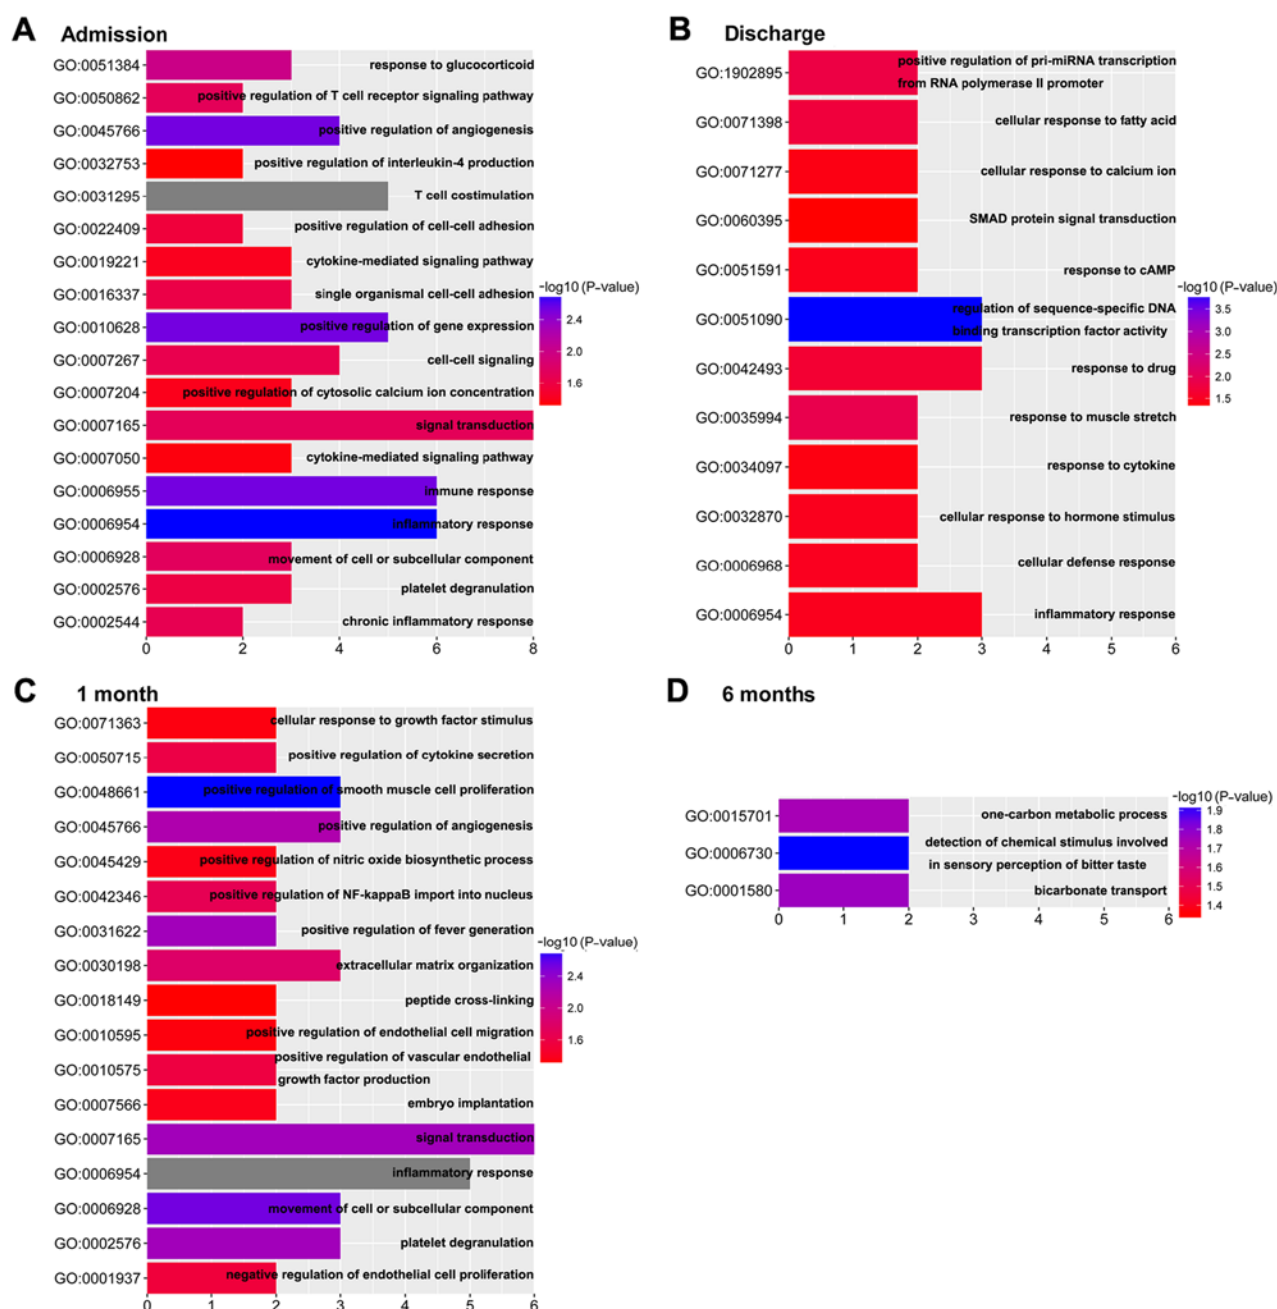 A Admission
GO:0051384 response to glucocorticoid
GO:0050862 positive regulation of T cell receptor signaling pathway
GO:0045766 positive regulation of angiogenesis
GO:0032753 positive regulation of interleukin-4 production
GO:0031295 T cell costimulation
GO:0022409 positive regulation of cell-cell adhesion
GO:0019221 cytokine-mediated signaling pathway
GO:0016337 single organismal cell-cell adhesion
GO:0010628 positive regulation of gene expression
GO:0007267 cell-cell signaling
GO:0007204 positive regulation of cytosolic calcium ion concentration
GO:0007165 signal transduction
GO:0007050 cytokine-mediated signaling pathway
GO:0006955 immune response
GO:0006954 inflammatory response
GO:0006928 movement of cell or subcellular component
GO:0002576 platelet degranulation
GO:0002544 chronic inflammatory response
0 2 4 6 8
-log10 (P-value)
2.4
2.0
1.6
B Discharge
GO:1902895 positive regulation of pri-miRNA transcription
from RNA polymerase II promoter
GO:0071398 cellular response to fatty acid
GO:0071277 cellular response to calcium ion
GO:0060395 SMAD protein signal transduction
GO:0051591 response to cAMP
GO:0051090 regulation of sequence-specific DNA
binding transcription factor activity
GO:0042493 response to drug
GO:0035994 response to muscle stretch
GO:0034097 response to cytokine
GO:0032870 cellular response to hormone stimulus
GO:0006968 cellular defense response
GO:0006954 inflammatory response
0 1 2 3 4 5 6
-log10 (P-value)
3.5
3.0
2.5
2.0
1.5
C 1 month
GO:0071363 cellular response to growth factor stimulus
GO:0050715 positive regulation of cytokine secretion
GO:0048661 positive regulation of smooth muscle cell proliferation
GO:0045766 positive regulation of angiogenesis
GO:0045429 positive regulation of nitric oxide biosynthetic process
GO:0042346 positive regulation of NF-kappaB import into nucleus
GO:0031622 positive regulation of fever generation
GO:0030198 extracellular matrix organization
GO:0018149 peptide cross-linking
GO:0010595 positive regulation of endothelial cell migration
GO:0010575 positive regulation of vascular endothelial
growth factor production
GO:0007566 embryo implantation
GO:0007165 signal transduction
GO:0006954 inflammatory response
GO:0006928 movement of cell or subcellular component
GO:0002576 platelet degranulation
GO:0001937 negative regulation of endothelial cell proliferation
0 1 2 3 4 5 6
-log10 (P-value)
2.4
2.0
1.6
D 6 months
GO:0015701 one-carbon metabolic process
GO:0006730 detection of chemical stimulus involved
in sensory perception of bitter taste
GO:0001580 bicarbonate transport
0 1 2 3 4 5 6
-log10 (P-value)
1.9
1.8
1.7
1.6
1.5
1.4